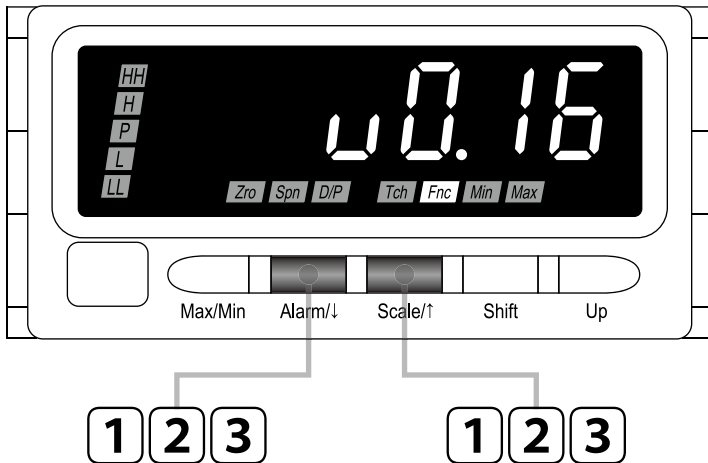 HH
H
P
L
LL
u0.16
Zro Spn D/P Tch Fnc Min Max
Max/Min Alarm/↓ Scale/↑ Shift Up
1 2 3 1 2 3